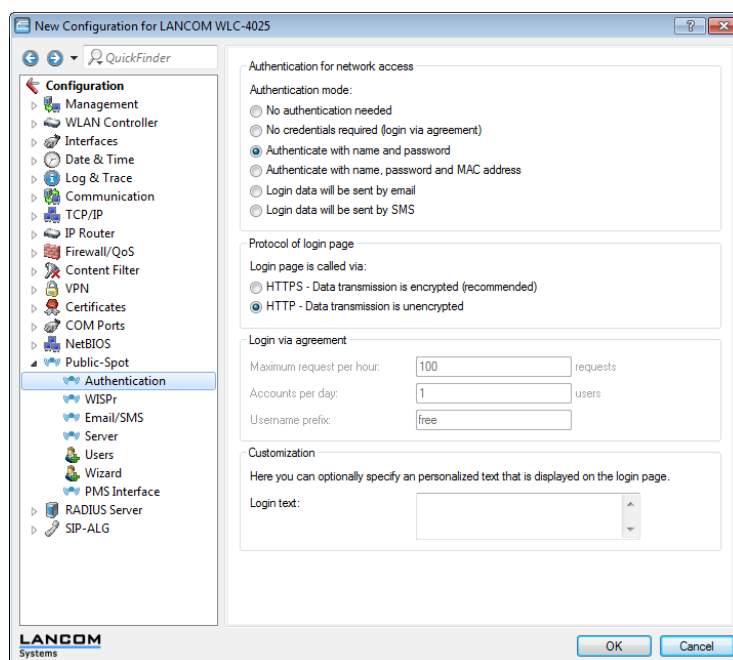 New Configuration for LANCOM WLC-4025
QuickFinder
Configuration
Management
WLAN Controller
Interfaces
Date & Time
Log & Trace
Communication
TCP/IP
IP Router
Firewall/QoS
Content Filter
VPN
Certificates
COM Ports
NetBIOS
Public-Spot
Authentication
WISPr
Email/SMS
Server
Users
Wizard
PMS Interface
RADIUS Server
SIP-ALG
Authentication for network access
Authentication mode:
No authentication needed
No credentials required (login via agreement)
Authenticate with name and password
Authenticate with name, password and MAC address
Login data will be sent by email
Login data will be sent by SMS
Protocol of login page
Login page is called via:
HTTPS - Data transmission is encrypted (recommended)
HTTP - Data transmission is unencrypted
Login via agreement
Maximum request per hour: 100 requests
Accounts per day: 1 users
Username prefix: free
Customization
Here you can optionally specify an personalized text that is displayed on the login page.
Login text:
LANCOM
Systems
OK Cancel